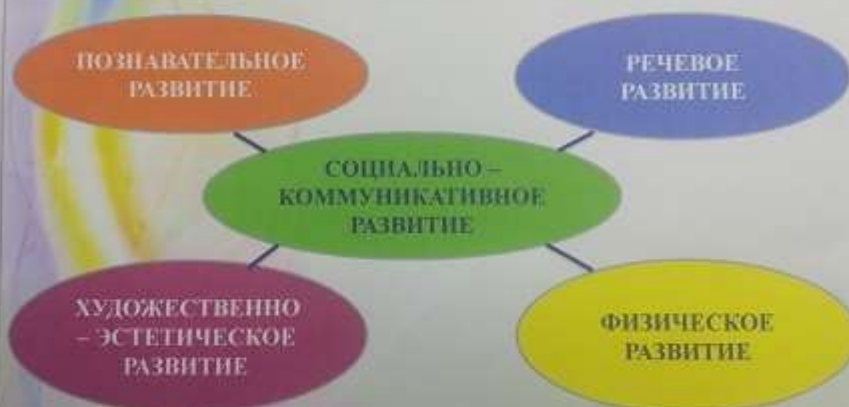 ПОЗНАВАТЕЛЬНОЕ
РАЗВИТИЕ
РЕЧЕВОЕ
РАЗВИТИЕ
СОЦИАЛЬНО –
КОММУНИКАТИВНОЕ
РАЗВИТИЕ
ХУДОЖЕСТВЕННО
– ЭСТЕТИЧЕСКОЕ
РАЗВИТИЕ
ФИЗИЧЕСКОЕ
РАЗВИТИЕ